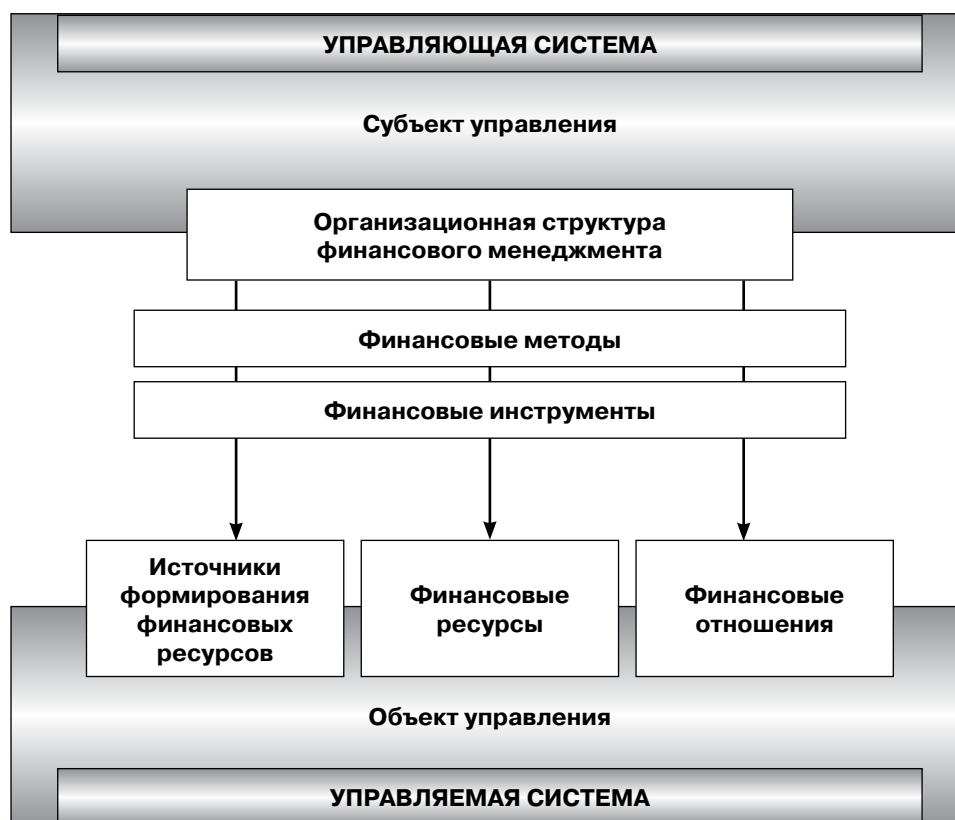 УПРАВЛЯЮЩАЯ СИСТЕМА
Субъект управления
Организационная структура
финансового менеджмента
Финансовые методы
Финансовые инструменты
Источники
формирования
финансовых
ресурсов
Финансовые
ресурсы
Финансовые
отношения
Объект управления
УПРАВЛЯЕМАЯ СИСТЕМА